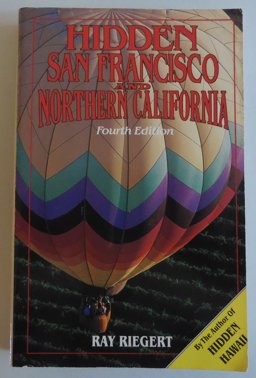 HIDDEN
SAN FRANCISCO
AND
NORTHERN CALIFORNIA
Fourth Edition
RAY RIEGERT
By The Author Of
HIDDEN
HAWAII